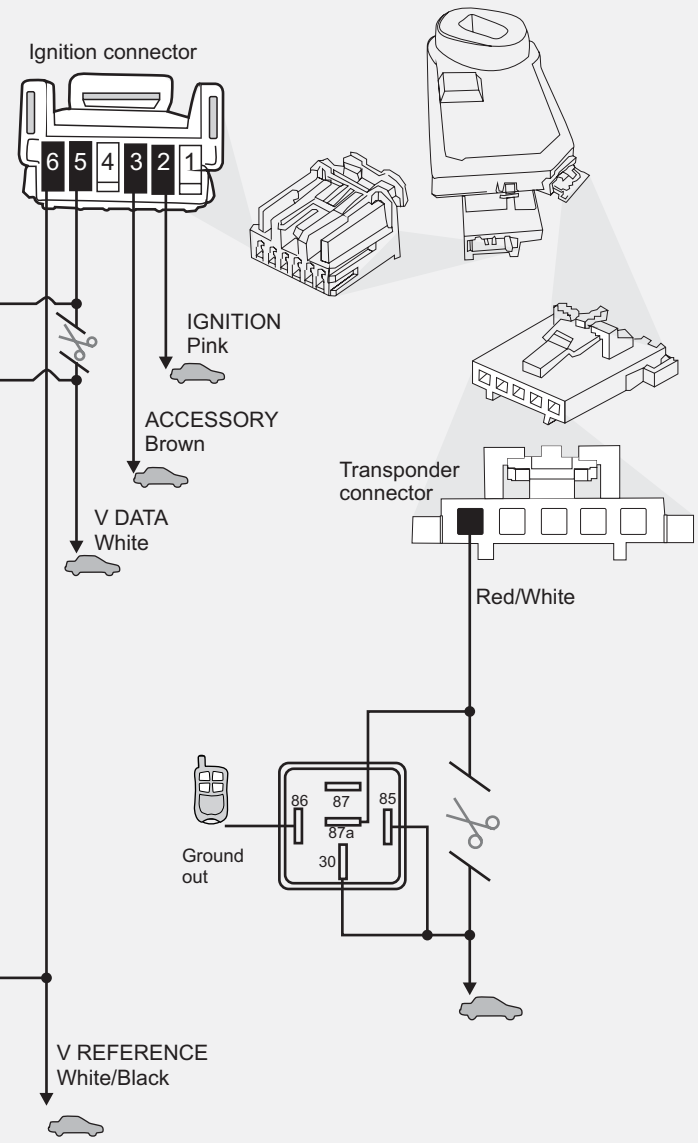 Ignition connector
6 5 4 3 2 1
IGNITION
Pink
ACCESSORY
Brown
V DATA
White
Transponder
connector
Red/White
86
87
85
87a
30
Ground
out
V REFERENCE
White/Black